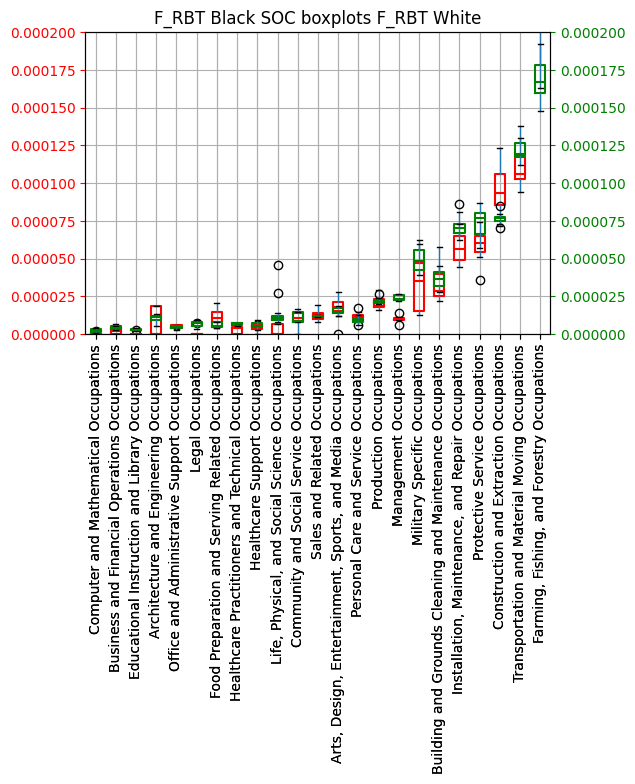 F_RBT Black SOC boxplots F_RBT White
0.000200
0.000175
0.000150
0.000125
0.000100
0.000075
0.000050
0.000025
0.000000
0.000200
0.000175
0.000150
0.000125
0.000100
0.000075
0.000050
0.000025
0.000000
Computer and Mathematical Occupations
Business and Financial Operations Occupations
Educational Instruction and Library Occupations
Architecture and Engineering Occupations
Office and Administrative Support Occupations
Legal Occupations
Food Preparation and Serving Related Occupations
Healthcare Practitioners and Technical Occupations
Healthcare Support Occupations
Life, Physical, and Social Science Occupations
Community and Social Service Occupations
Sales and Related Occupations
Arts, Design, Entertainment, Sports, and Media Occupations
Personal Care and Service Occupations
Production Occupations
Management Occupations
Military Specific Occupations
Building and Grounds Cleaning and Maintenance Occupations
Installation, Maintenance, and Repair Occupations
Protective Service Occupations
Construction and Extraction Occupations
Transportation and Material Moving Occupations
Farming, Fishing, and Forestry Occupations